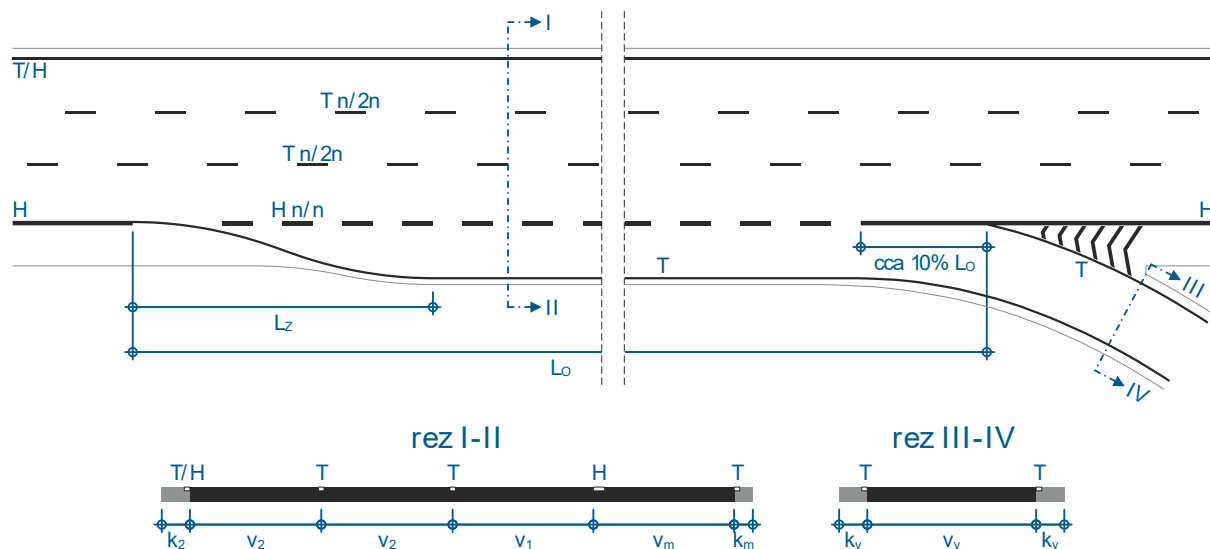 I
T/H
T n/2n
T n/2n
H
H n/n
H
cca 10% LO
T
T
III
II
LZ
LO
IV
rez I-II
rez III-IV
T/H T T H T
T T
k2 v2 v2 v1 vm km
kv vv kv